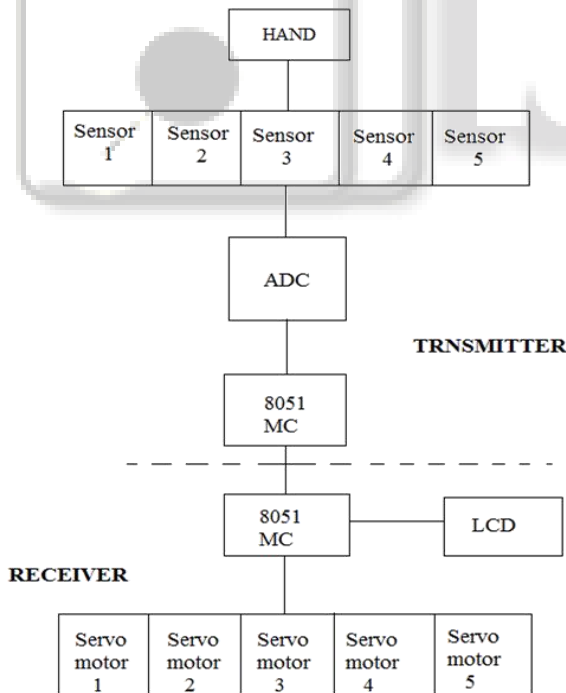 HAND
Sensor
1
Sensor
2
Sensor
3
Sensor
4
Sensor
5
ADC
TRNSMITTER
8051
MC
8051
MC
LCD
RECEIVER
Servo
motor
1
Servo
motor
2
Servo
motor
3
Servo
motor
4
Servo
motor
5